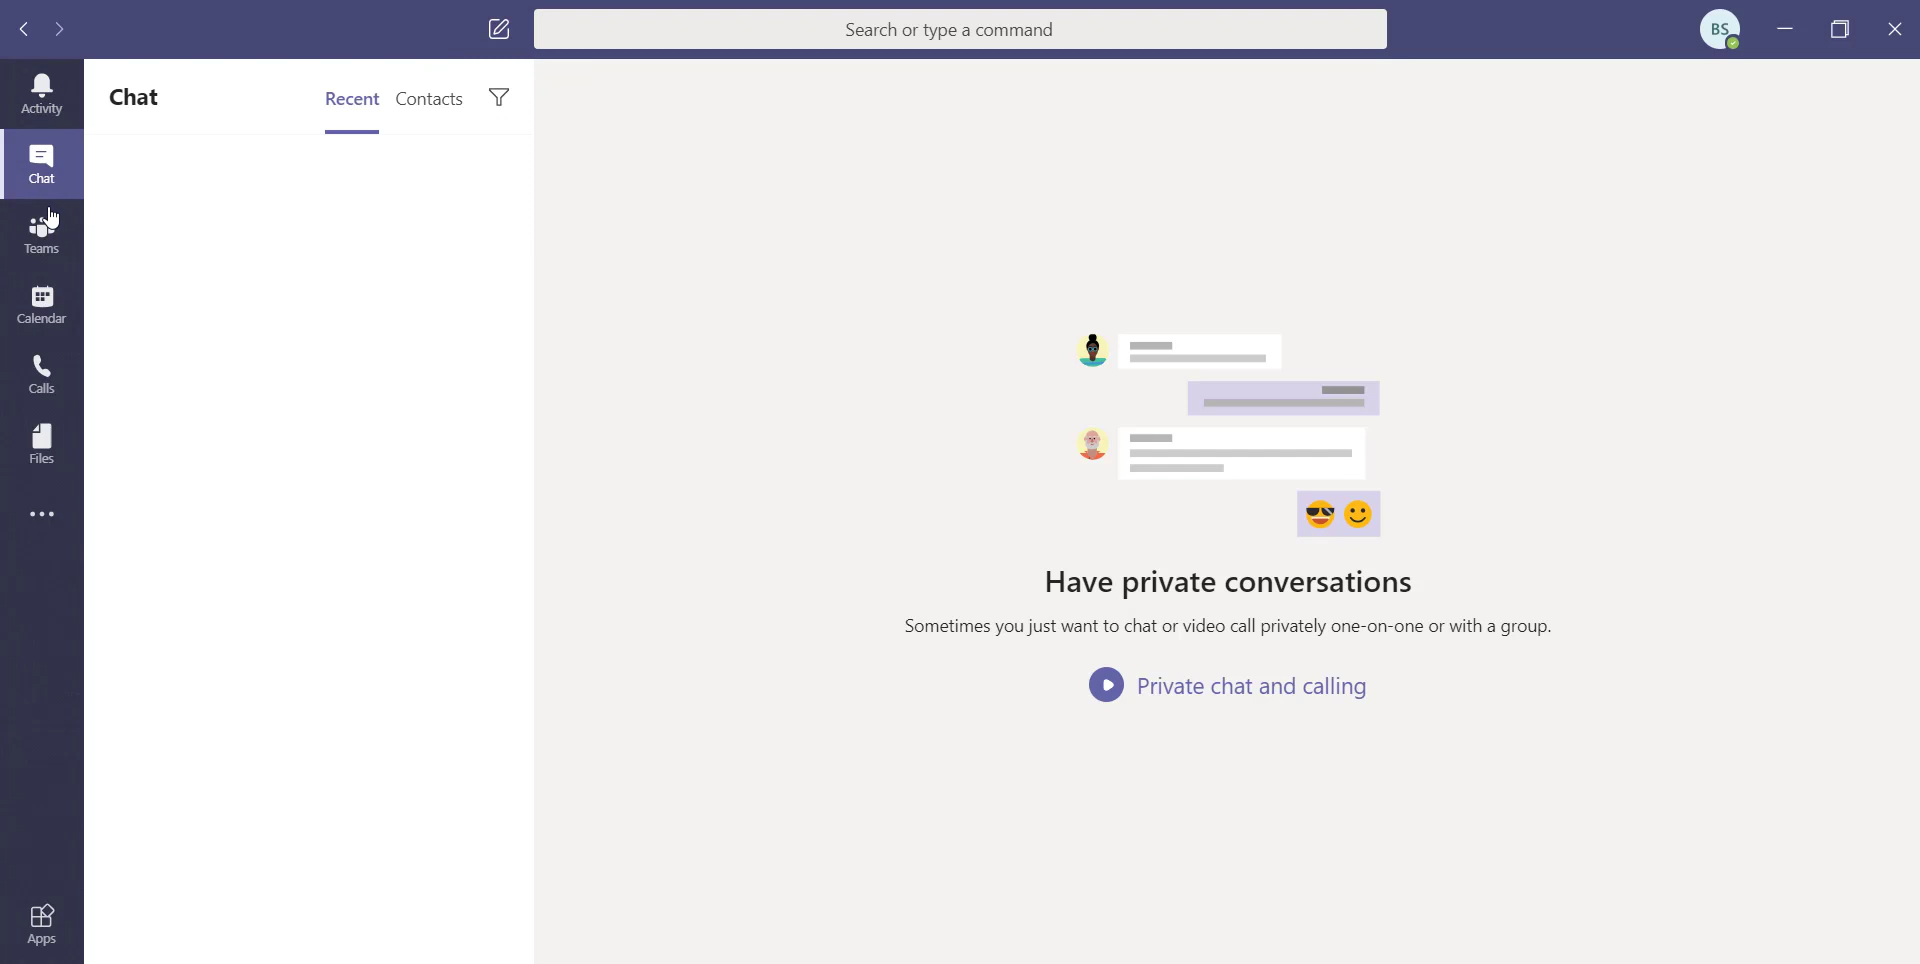 Search or type a command
BS
Activity
Chat
Teams
Calendar
Calls
Files
Apps
Chat
Recent
Contacts
Have private conversations
Sometimes you just want to chat or video call privately one-on-one or with a group.
Private chat and calling